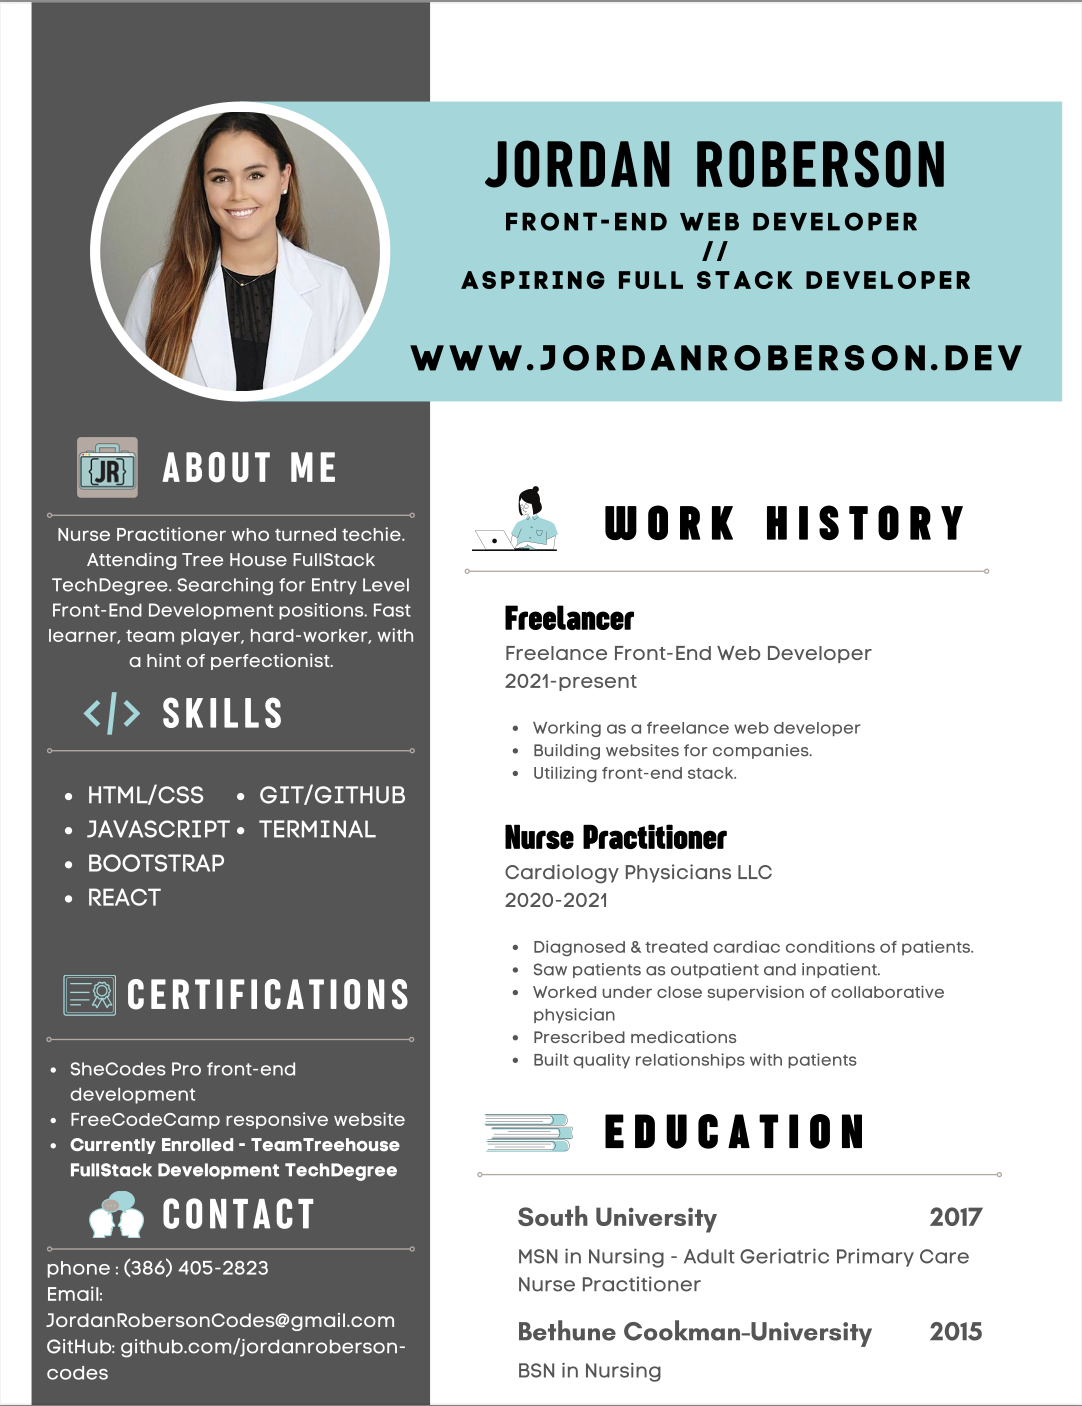 JORDAN ROBERSON
FRONT-END WEB DEVELOPER
//
ASPIRING FULL STACK DEVELOPER
WWW.JORDANROBERSON.DEV
{JR}
ABOUT ME
Nurse Practitioner who turned techie.
Attending Tree House FullStack
TechDegree. Searching for Entry Level
Front-End Development positions. Fast
learner, team player, hard-worker, with
a hint of perfectionist.
</> SKILLS
• HTML/CSS
• JAVASCRIPT
• BOOTSTRAP
• REACT
• GIT/GITHUB
• TERMINAL
CERTIFICATIONS
• SheCodes Pro front-end
development
• FreeCodeCamp responsive website
• Currently Enrolled - TeamTreehouse
FullStack Development TechDegree
CONTACT
phone : (386) 405-2823
Email:
JordanRobersonCodes@gmail.com
GitHub: github.com/jordanroberson-
codes
WORK HISTORY
Freelancer
Freelance Front-End Web Developer
2021-present
• Working as a freelance web developer
• Building websites for companies.
• Utilizing front-end stack.
Nurse Practitioner
Cardiology Physicians LLC
2020-2021
• Diagnosed & treated cardiac conditions of patients.
• Saw patients as outpatient and inpatient.
• Worked under close supervision of collaborative
physician
• Prescribed medications
• Built quality relationships with patients
EDUCATION
South University 2017
MSN in Nursing - Adult Geriatric Primary Care
Nurse Practitioner
Bethune Cookman-University 2015
BSN in Nursing